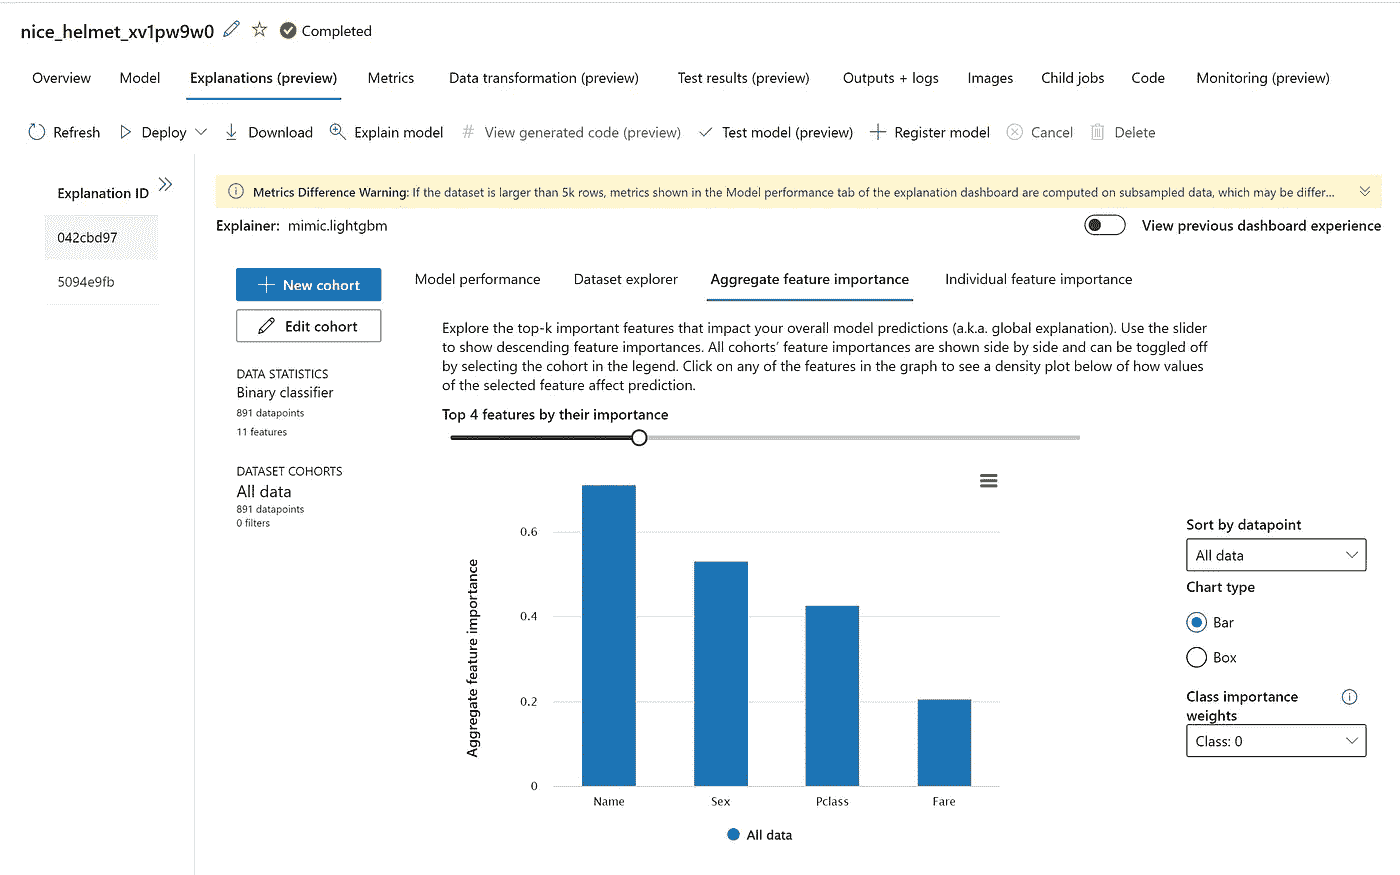 nice_helmet_xv1pw9w0 Completed
Overview Model Explanations (preview) Metrics Data transformation (preview) Test results (preview) Outputs + logs Images Child jobs Code Monitoring (preview)
Refresh Deploy Download Explain model # View generated code (preview) Test model (preview) Register model Cancel Delete
Explanation ID
042cbd97
5094e9fb
Metrics Difference Warning: If the dataset is larger than 5k rows, metrics shown in the Model performance tab of the explanation dashboard are computed on subsampled data, which may be differ...
Explainer: mimic.lightgbm
View previous dashboard experience
New cohort
Edit cohort
DATA STATISTICS
Binary classifier
891 datapoints
11 features
DATASET COHORTS
All data
891 datapoints
0 filters
Model performance Dataset explorer Aggregate feature importance Individual feature importance
Explore the top-k important features that impact your overall model predictions (a.k.a. global explanation). Use the slider
to show descending feature importances. All cohorts' feature importances are shown side by side and can be toggled off
by selecting the cohort in the legend. Click on any of the features in the graph to see a density plot below of how values
of the selected feature affect prediction.
Top 4 features by their importance
Aggregate feature importance
0.6
0.4
0.2
0
Name Sex Pclass Fare
All data
Sort by datapoint
All data
Chart type
Bar
Box
Class importance
weights
Class: 0